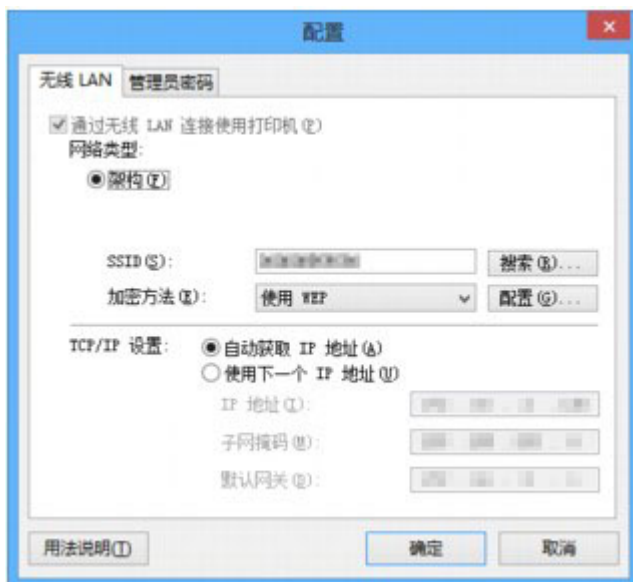 配置
无线 LAN 管理员密码
通过无线 LAN 连接使用打印机(P)
网络类型:
架构(F)
SSID(S): 搜索(R)...
加密方法(E): 使用 WEP 配置(G)...
TCP/IP 设置: 自动获取 IP 地址(A)
使用下一个 IP 地址(U)
IP 地址(I):
子网掩码(M):
默认网关(D):
用法说明(T) 确定 取消